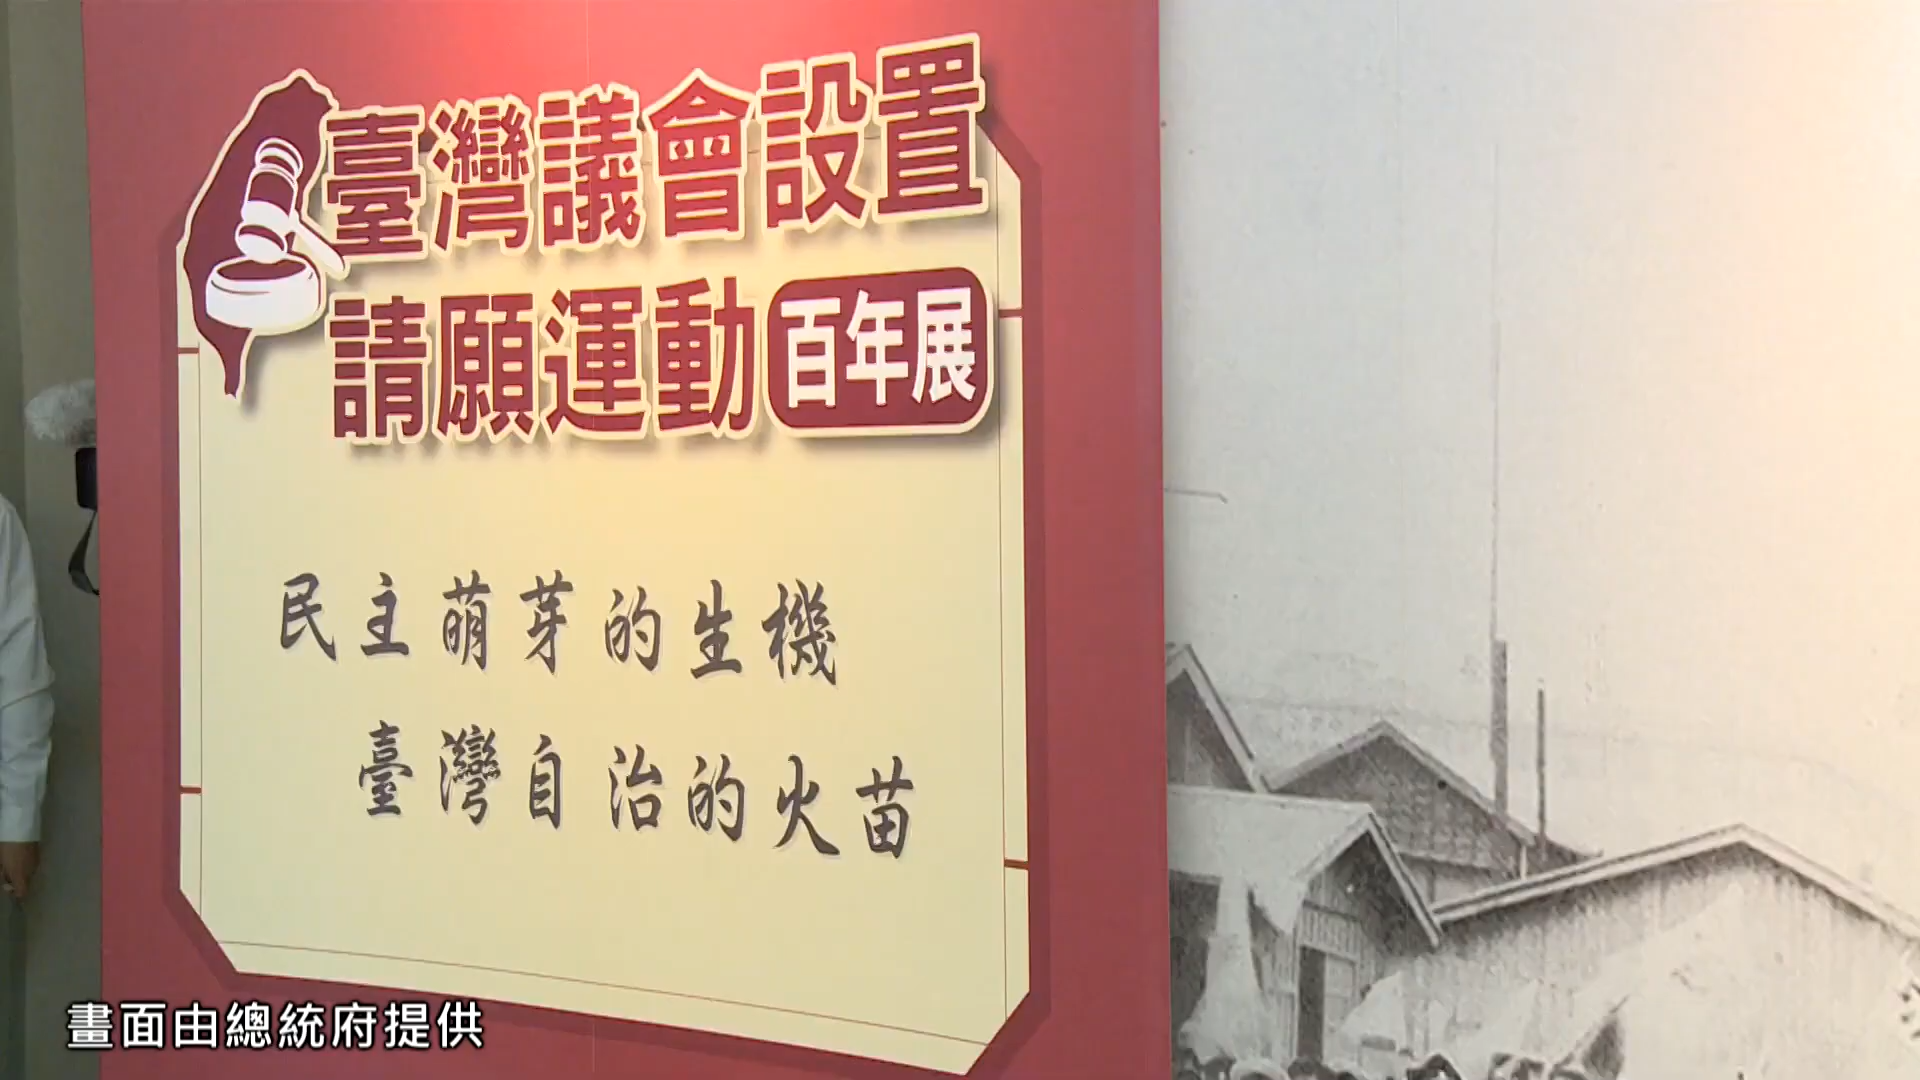 臺灣議會設置
請願運動 百年展
民主萌芽的生機
臺灣自治的火苗
畫面由總統府提供